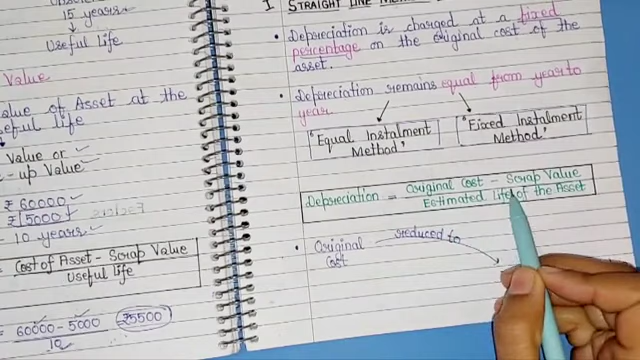 15 years
Useful life
Value
alue of Asset at the
seful life
Value or
- up Value
₹ 60000
₹ 5000
- 10 years
= Cost of Asset - Scrap Value
Useful life
= 60000 - 5000 ₹5500
10
1 STRAIGHT LINE
• Depreciation is charged at a fixed
percentage on the original cost of the
asset.
• Depreciation remains equal from year to
year
'Equal Instalment
Method'
'Fixed Instalment
Method'
Depreciation = Original Cost - Scrap Value
Estimated life of the Asset
• Original reduced to
Cost